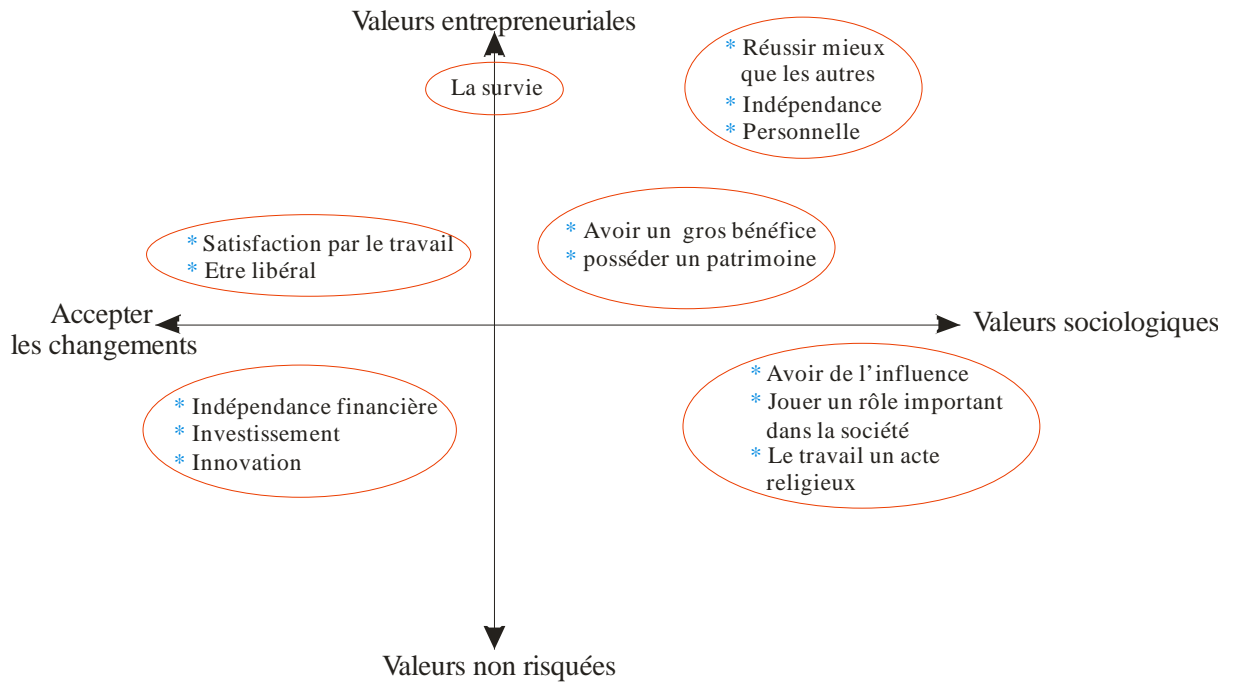 Valeurs entrepreneuriales
La survie
* Réussir mieux
que les autres
* Indépendance
* Personnelle
* Satisfaction par le travail
* Etre libéral
* Avoir un gros bénéfice
* posséder un patrimoine
Accepter
les changements
Valeurs sociologiques
* Indépendance financière
* Investissement
* Innovation
* Avoir de l’influence
* Jouer un rôle important
dans la société
* Le travail un acte
religieux
Valeurs non risquées